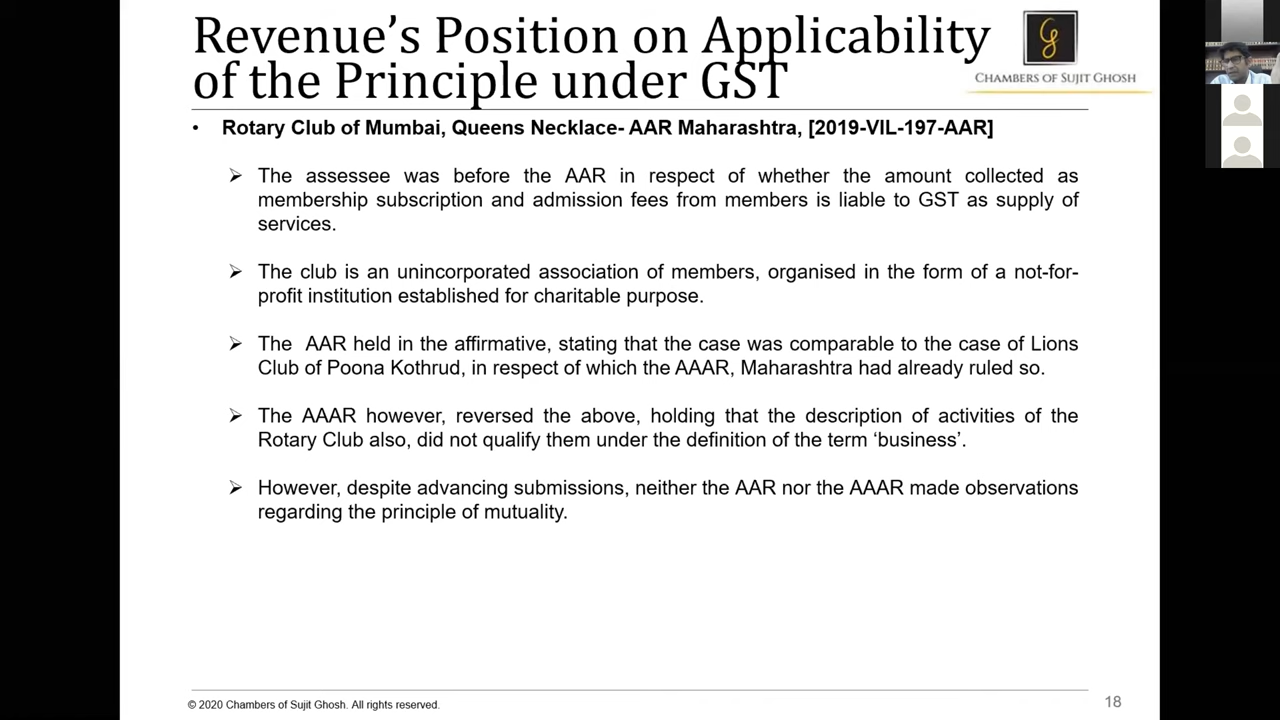 Revenue's Position on Applicability
of the Principle under GST
CHAMBERS OF SUJIT GHOSH
• Rotary Club of Mumbai, Queens Necklace- AAR Maharashtra, [2019-VIL-197-AAR]
➢ The assessee was before the AAR in respect of whether the amount collected as
membership subscription and admission fees from members is liable to GST as supply of
services.
➢ The club is an unincorporated association of members, organised in the form of a not-for-
profit institution established for charitable purpose.
➢ The AAR held in the affirmative, stating that the case was comparable to the case of Lions
Club of Poona Kothrud, in respect of which the AAAR, Maharashtra had already ruled so.
➢ The AAAR however, reversed the above, holding that the description of activities of the
Rotary Club also, did not qualify them under the definition of the term 'business'.
➢ However, despite advancing submissions, neither the AAR nor the AAAR made observations
regarding the principle of mutuality.
© 2020 Chambers of Sujit Ghosh. All rights reserved.
18